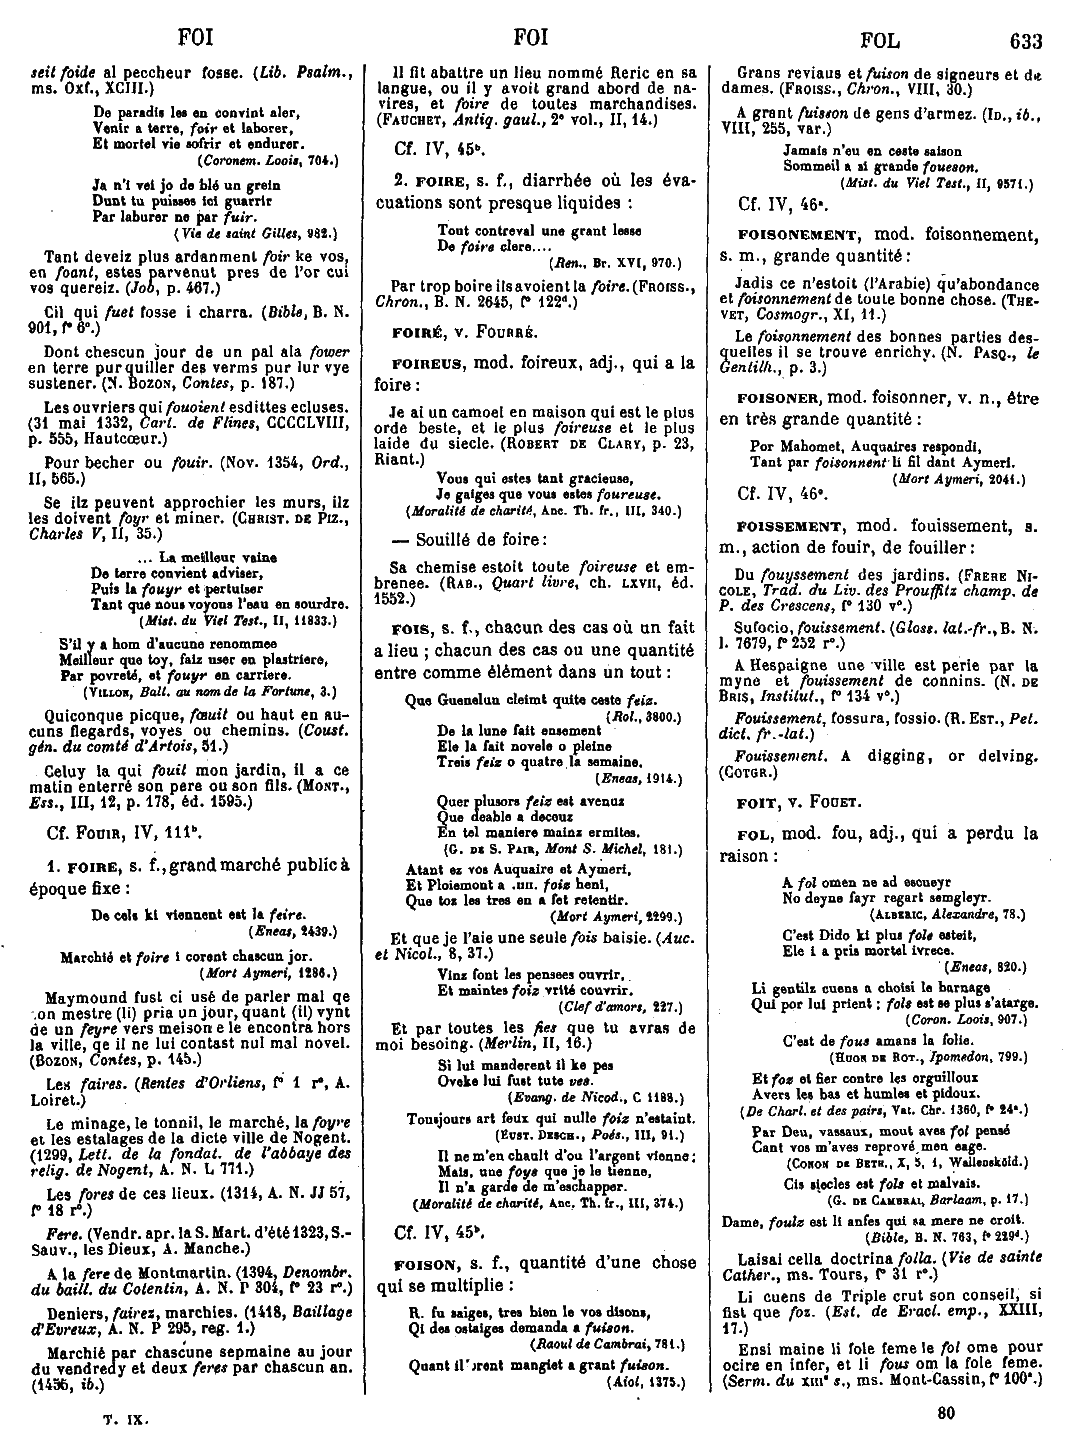 FOI
FOI
FOL
633
seit foide al peccheur fosse. (Lib. Psalm.,
ms. Oxf., XCIII.)
De paradis les en convint aler,
Venir a terre, foir et laborer,
Et mortel vie sofrir et endurer.
(Coronem. Loois, 704.)
Ja n'i vei jo de blé un grein
Dunt tu puisses ici guarrir
Par laburer ne par fuir.
(Vie de saint Gilles, 982.)
Tant deveiz plus ardanment foir ke vos,
en foant, estes parvenut pres de l'or cui
vos quereiz. (Job, p. 467.)
Cil qui fuet fosse i charra. (Bible, B. N.
901, f° 6°.)
Dont chescun jour de un pal ala fower
en terre purquiller des verms pur lur vye
sustener. (N. Bozon, Contes, p. 187.)
Les ouvriers qui fouoient esdittes ecluses.
(31 mai 1332, Cart. de Flines, CCCCLVIII,
p. 555, Hautcœur.)
Pour becher ou fouir. (Nov. 1354, Ord.,
II, 565.)
Se ilz peuvent approchier les murs, ilz
les doivent foyr et miner. (Christ. de Piz.,
Charles V, II, 35.)
... La meilleur vaine
De terre convient adviser,
Puis la fouyr et pertuiser
Tant que nous voyons l'eau en sourdre.
(Mist. du Viel Test., II, 11833.)
S'il y a hom d'aucune renommee
Meilleur que toy, faiz user en plastriere,
Par povreté, et fouyr en carriere.
(Villon, Ball. au nom de la Fortune, 3.)
Quiconque picque, fœuit ou haut en au-
cuns flegards, voyes ou chemins. (Coust.
gén. du comté d'Artois, 51.)
Celuy la qui fouit mon jardin, il a ce
matin enterré son pere ou son fils. (Mont.,
Ess., III, 12, p. 178, éd. 1595.)
Cf. Fouir, IV, 111b.
1. FOIRE, s. f., grand marché public à
époque fixe :
De cels ki viennent est la feire.
(Eneas, 2439.)
Marchié et foire i corent chascun jor.
(Mort Aymeri, 1286.)
Maymound fust ci usé de parler mal qe
.on mestre (li) pria un jour, quant (il) vynt
de un feyre vers meison e le encontra hors
la ville, qe il ne lui contast nul mal novel.
(Bozon, Contes, p. 145.)
Les faires. (Rentes d'Orliens, f° 1 r°, A.
Loiret.)
Le minage, le tonnil, le marché, la foyre
et les estalages de la dicte ville de Nogent.
(1299, Lett. de la fondat. de l'abbaye des
relig. de Nogent, A. N. L 771.)
Les fores de ces lieux. (1314, A. N. JJ 57,
f° 18 r°.)
Fere. (Vendr. apr. la S. Mart. d'été 1323, S.-
Sauv., les Dieux, A. Manche.)
A la fere de Montmartin. (1394, Denombr.
du baill. du Cotentin, A. N. P 304, f° 23 r°.)
Deniers, fairez, marchies. (1418, Baillage
d'Evreux, A. N. P 295, reg. 1.)
Marchié par chascune sepmaine au jour
du vendredy et deux feres par chascun an.
(1456, ib.)
T. IX.
Il fit abattre un lieu nommé Reric en sa
langue, ou il y avoit grand abord de na-
vires, et foire de toutes marchandises.
(Fauchet, Antiq. gaul., 2° vol., II, 14.)
Cf. IV, 45b.
2. FOIRE, s. f., diarrhée où les éva-
cuations sont presque liquides :
Tout contreval une grant lesse
De foire clere....
(Ren., Br. XVI, 970.)
Par trop boire ils avoient la foire. (Froiss.,
Chron., B. N. 2645, f° 122d.)
FOIRÉ, v. Fourré.
FOIREUS, mod. foireux, adj., qui a la
foire :
Je ai un camoel en maison qui est le plus
orde beste, et le plus foireuse et le plus
laide du siecle. (Robert de Clary, p. 23,
Riant.)
Vous qui estes tant gracieuse,
Je gaiges que vous estes foureuse.
(Moralité de charité, Anc. Th. fr., III, 340.)
— Souillé de foire :
Sa chemise estoit toute foireuse et em-
brenee. (Rab., Quart livre, ch. LXVII, éd.
1552.)
FOIS, s. f., chacun des cas où un fait
a lieu ; chacun des cas ou une quantité
entre comme élément dans un tout :
Que Guenelun cleimt quite ceste feiz.
(Rol., 3800.)
De la lune fait ensement
Ele la fait novele o pleine
Treis feiz o quatre la semaine.
(Eneas, 1914.)
Quer plusors feiz est avenuz
Que deable a decouz
En tel maniere mainz ermites.
(G. de S. Pair, Mont S. Michel, 181.)
Atant ez vos Auquaire et Aymeri,
Et Ploiemont a .IIII. foiz heni,
Que toz les tres en a fet retentir.
(Mort Aymeri, 2299.)
Et que je l'aie une seule fois baisie. (Auc.
et Nicol., 8, 37.)
Vinz font les pensees ouvrir,
Et maintes foiz vrité couvrir.
(Clef d'amors, 227.)
Et par toutes les fies que tu avras de
moi besoing. (Merlin, II, 16.)
Si lui manderent il ke pes
Oveke lui fust tute ves.
(Evang. de Nicod., C 1188.)
Tousjours art feux qui nulle foiz n'estaint.
(Eust. Desch., Poés., III, 91.)
Il ne m'en chault d'ou l'argent vienne;
Mais, une foys que je le tienne,
Il n'a garde de m'eschapper.
(Moralité de charité, Anc. Th. fr., III, 374.)
Cf. IV, 45b.
FOISON, s. f., quantité d'une chose
qui se multiplie :
R. fu saiges, tres bien le vos disons,
Qi des ostaiges demanda a fuison.
(Raoul de Cambrai, 781.)
Quant il orent mangiet a grant fuison.
(Aiol, 1375.)
Grans reviaus et fuison de signeurs et de
dames. (Froiss., Chron., VIII, 30.)
A grant fuison de gens d'armez. (Id., ib.,
VIII, 255, var.)
Jamais n'eu en ceste saison
Sommeil a si grande foueson.
(Mist. du Viel Test., II, 9571.)
Cf. IV, 46a.
FOISONEMENT, mod. foisonnement,
s. m., grande quantité :
Jadis ce n'estoit (l'Arabie) qu'abondance
et foisonnement de toute bonne chose. (The-
vet, Cosmogr., XI, 11.)
Le foisonnement des bonnes parties des-
quelles il se trouve enrichy. (N. Pasq., le
Gentilh., p. 3.)
FOISONER, mod. foisonner, v. n., être
en très grande quantité :
Por Mahomet, Auquaires respondi,
Tant par foisonnent li fil dant Aymeri.
(Mort Aymeri, 2041.)
Cf. IV, 46a.
FOISSEMENT, mod. fouissement, s.
m., action de fouir, de fouiller :
Du fouyssement des jardins. (Frere Ni-
cole, Trad. du Liv. des Prouffitz champ. de
P. des Crescens, f° 130 v°.)
Sufocio, fouissement. (Gloss. lat.-fr., B. N.
l. 7679, f° 252 r°.)
A Hespaigne une ville est perie par la
myne et fouissement de connins. (N. de
Bris, Institut., f° 134 v°.)
Fouissement, fossura, fossio. (R. Est., Pet.
dict. fr.-lat.)
Fouissement. A digging, or delving.
(Cotgr.)
FOIT, v. Fouet.
FOL, mod. fou, adj., qui a perdu la
raison :
A fol omen ne ad escueyr
No deyne fayr regart semgleyr.
(Alberic, Alexandre, 78.)
C'est Dido ki plus fole esteit,
Ele i a pris mortel ivrece.
(Eneas, 820.)
Li gentilz cuens a choisi le barnage
Qui por lui prient ; fols est se plus s'atarge.
(Coron. Loois, 907.)
C'est de fous amans la folie.
(Huon de Rot., Ipomedon, 799.)
Et fox et fier contre les orguilloux
Avers les bas et humles et pidoux.
(De Charl. et des pairs, Vat. Chr. 1360, f° 24a.)
Par Deu, vassaux, mout aves fol pensé
Cant vos m'aves reprové men eage.
(Conon de Beth., X, 5, 1, Wallensköld.)
Cis siecles est fols et malvais.
(G. de Cambrai, Barlaam, p. 17.)
Dame, foulz est li anfes qui sa mere ne croit.
(Bible, B. N. 763, f° 229d.)
Laisai cella doctrina folla. (Vie de sainte
Cather., ms. Tours, f° 31 r°.)
Li cuens de Triple crut son conseil, si
fist que foz. (Est. de Eracl. emp., XXIII,
17.)
Ensi maine li fole feme le fol ome pour
ocire en infer, et li fous om la fole feme.
(Serm. du XIIIe s., ms. Mont-Cassin, f° 100a.)
80